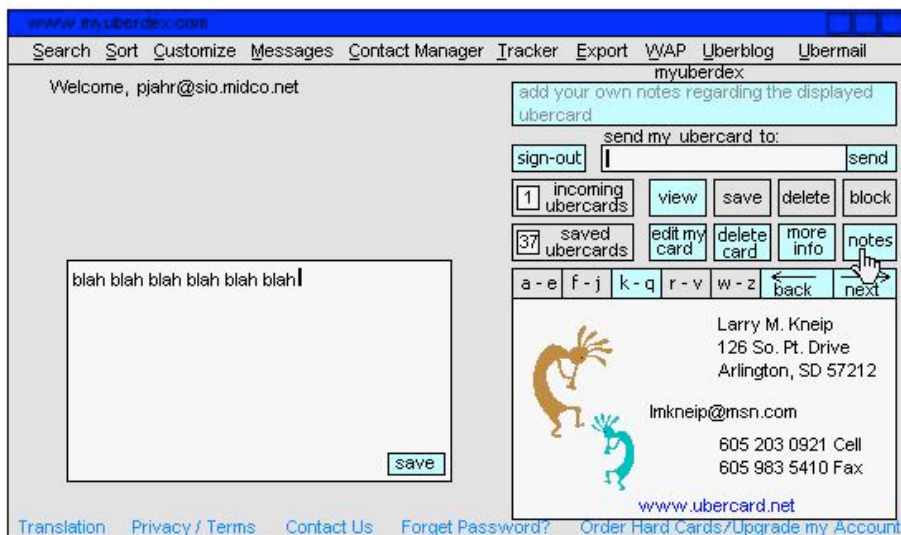 www.myuberdex.com
Search Sort Customize Messages Contact Manager Tracker Export WAP Uberblog Ubermail
myuberdex
Welcome, pjahr@sio.midco.net
add your own notes regarding the displayed
ubercard
send my ubercard to:
sign-out
send
1 incoming ubercards
view
save
delete
block
37 saved ubercards
edit my card
delete card
more info
notes
a - e
f - j
k - q
r - v
w - z
back
next
blah blah blah blah blah blah
save
Larry M. Kneip
126 So. Pt. Drive
Arlington, SD 57212
lmkneip@msn.com
605 203 0921 Cell
605 983 5410 Fax
www.ubercard.net
Translation Privacy / Terms Contact Us Forget Password? Order Hard Cards/Upgrade my Account